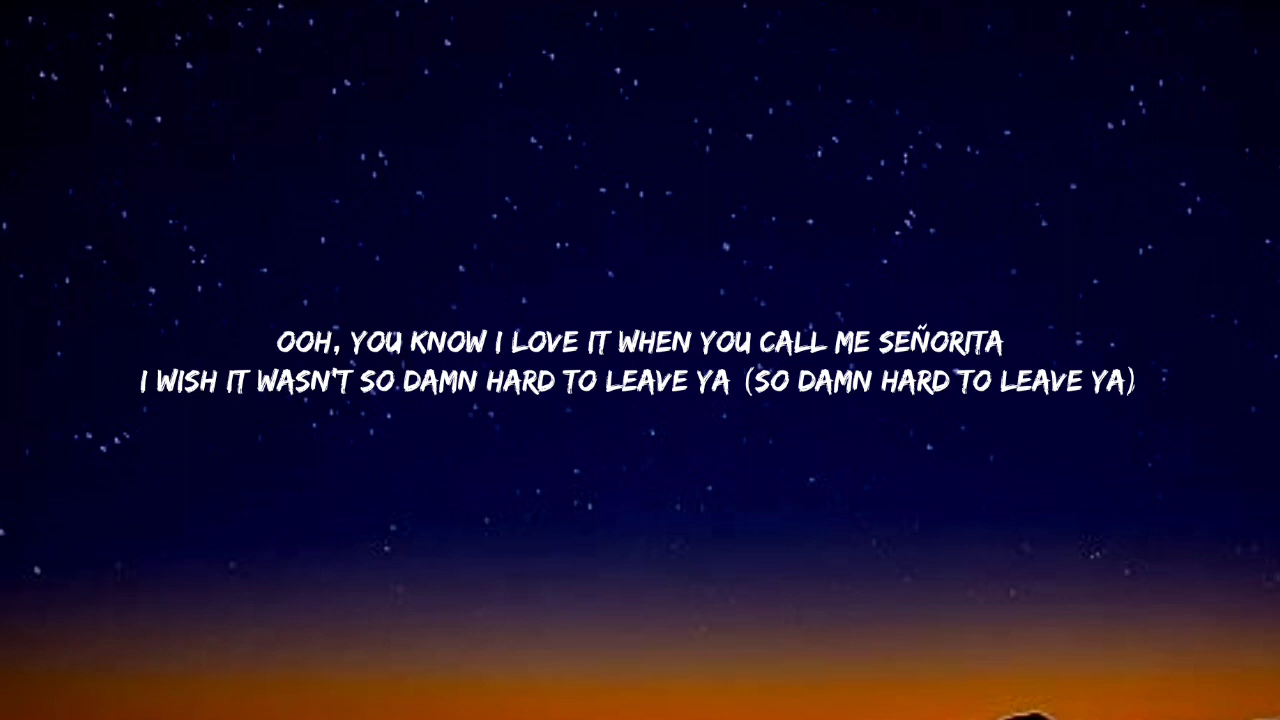 OOH, YOU KNOW I LOVE IT WHEN YOU CALL ME SEÑORITA
I WISH IT WASN'T SO DAMN HARD TO LEAVE YA (SO DAMN HARD TO LEAVE YA)